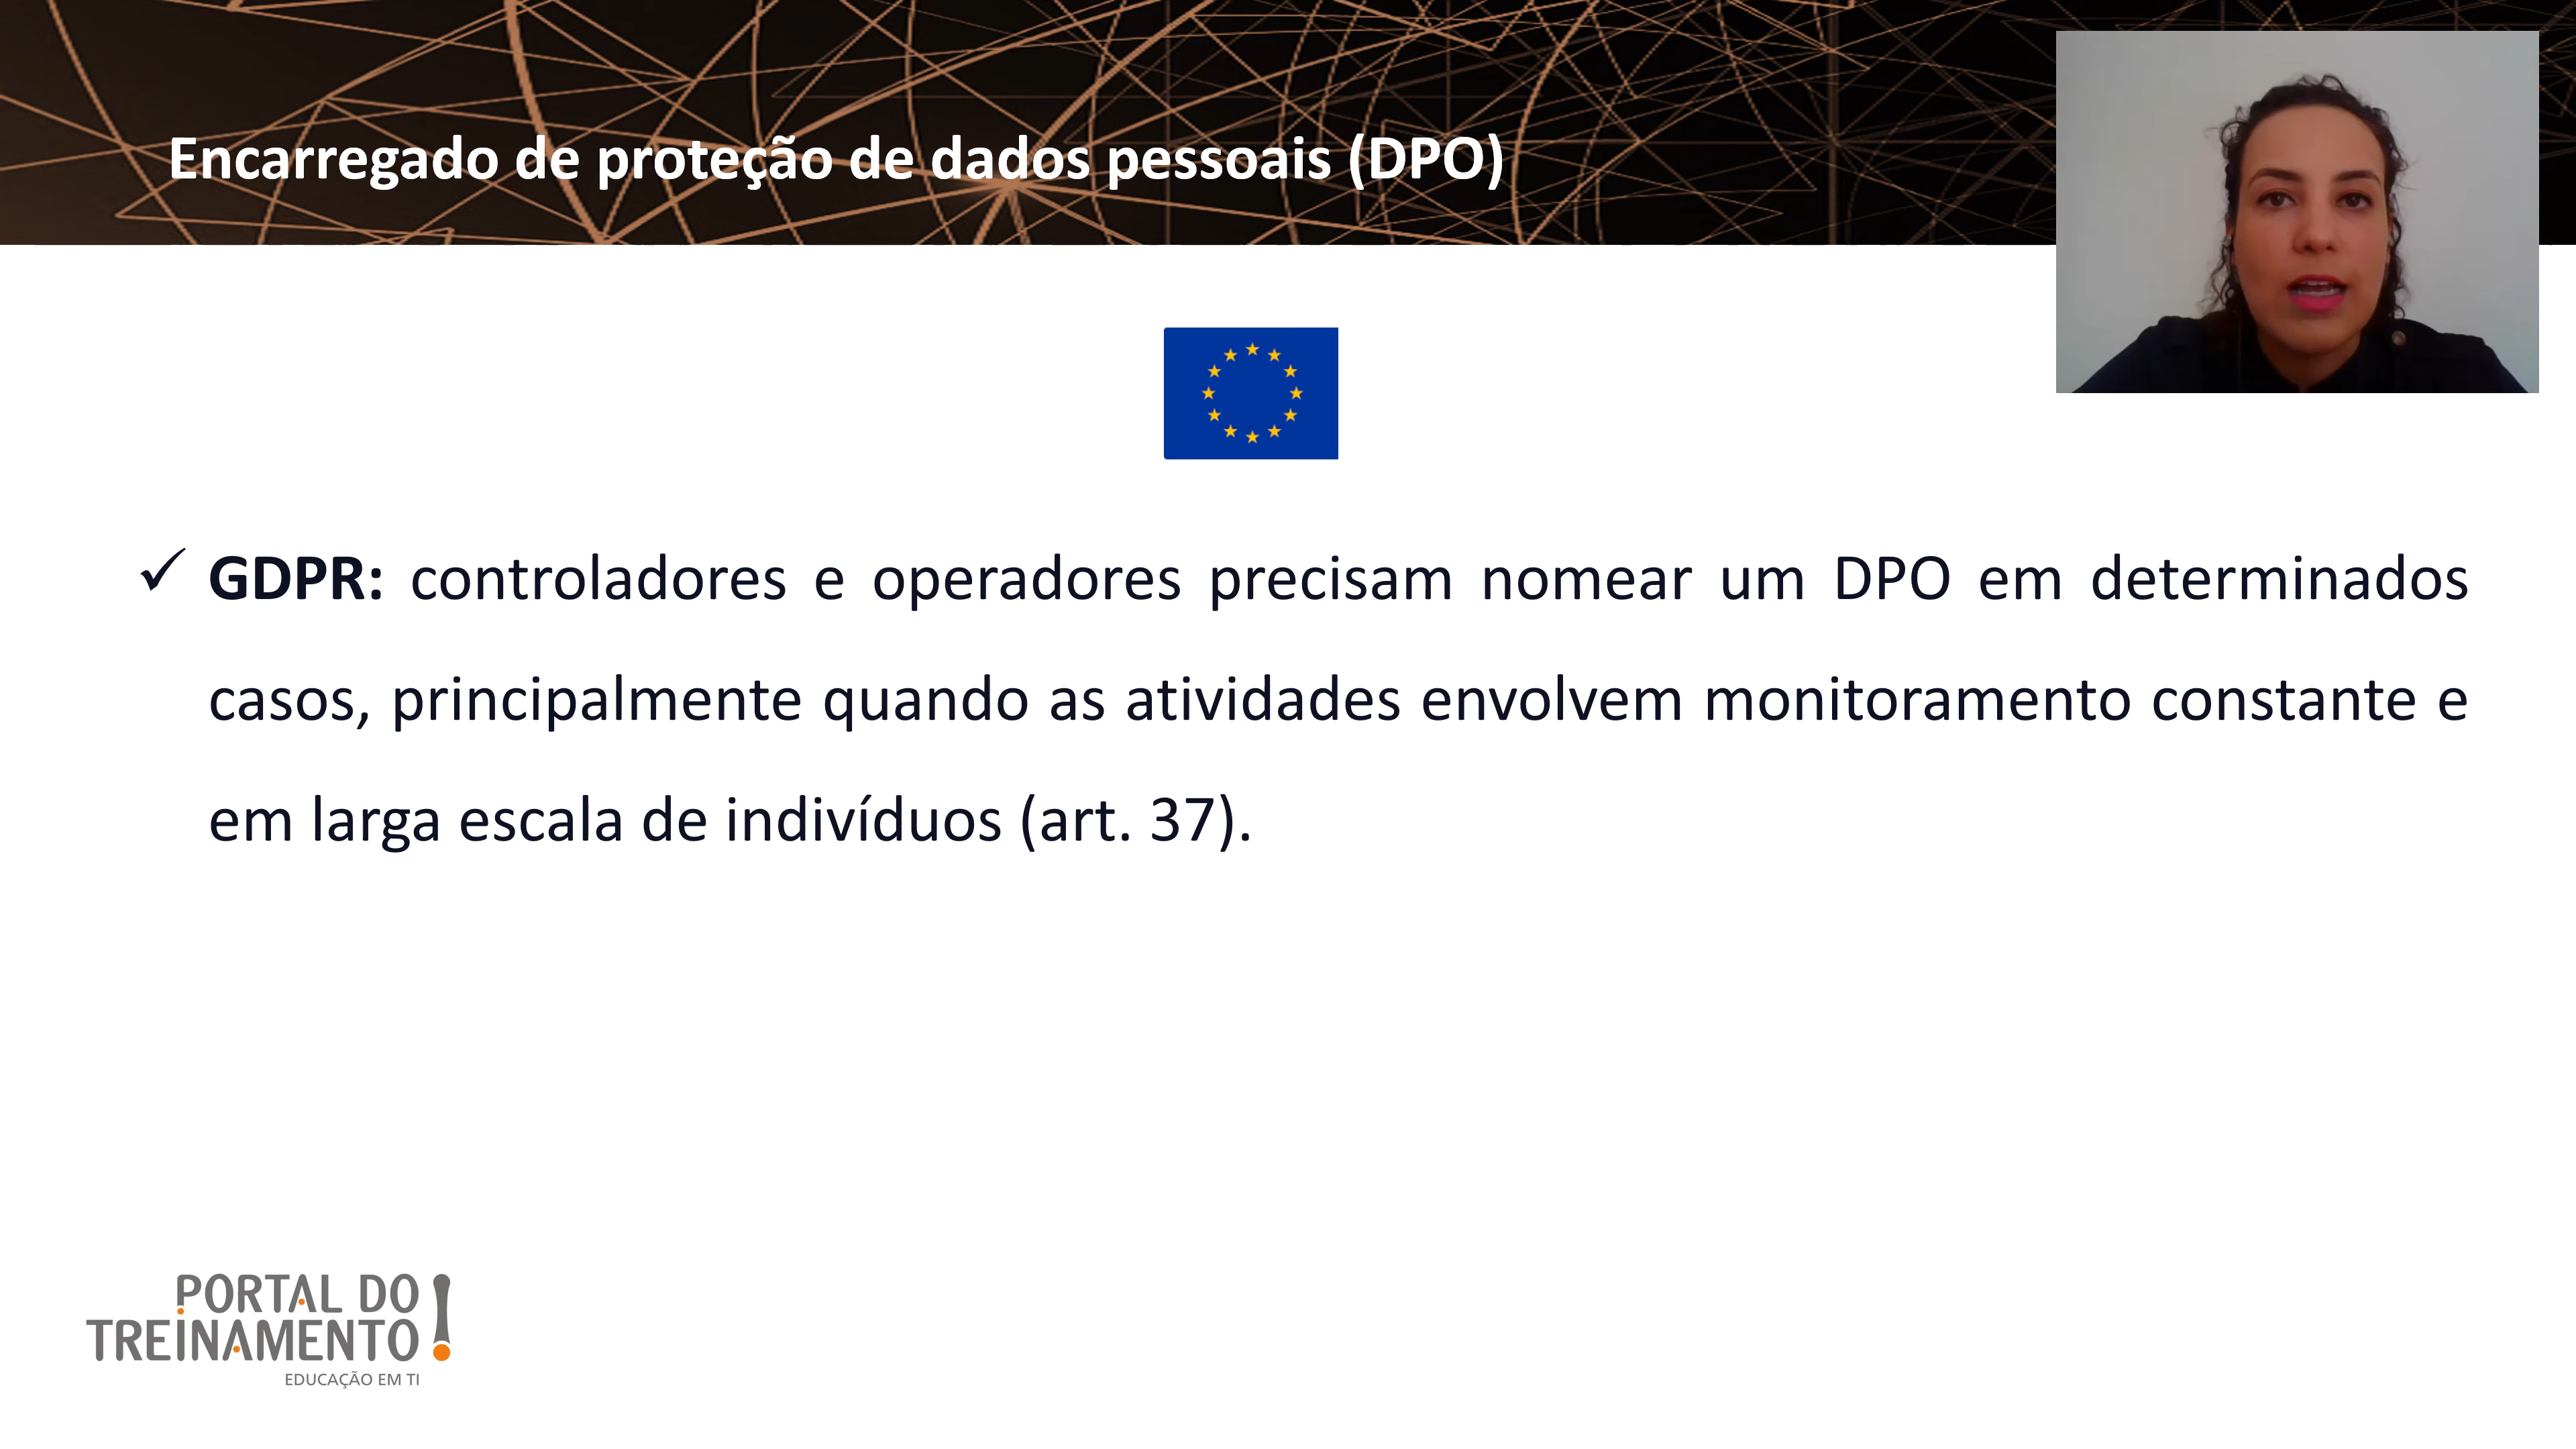 Encarregado de proteção de dados pessoais (DPO)
✓ GDPR: controladores e operadores precisam nomear um DPO em determinados
casos, principalmente quando as atividades envolvem monitoramento constante e
em larga escala de indivíduos (art. 37).
PORTAL DO
TREINAMENTO!
EDUCAÇÃO EM TI